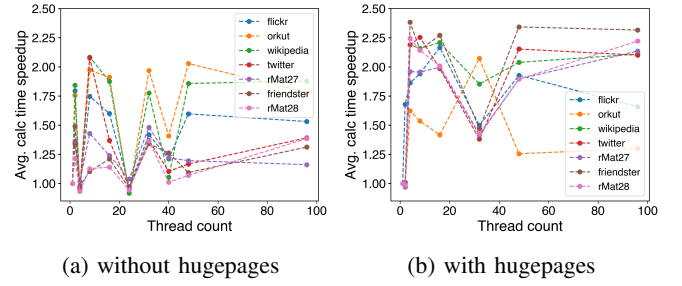 2.50
2.25
2.00
1.75
1.50
1.25
1.00
Avg. calc time speedup
flickr
orkut
wikipedia
twitter
rMat27
friendster
rMat28
0 20 40 60 80 100
Thread count
(a) without hugepages
2.50
2.25
2.00
1.75
1.50
1.25
1.00
Avg. calc time speedup
flickr
orkut
wikipedia
twitter
rMat27
friendster
rMat28
0 20 40 60 80 100
Thread count
(b) with hugepages